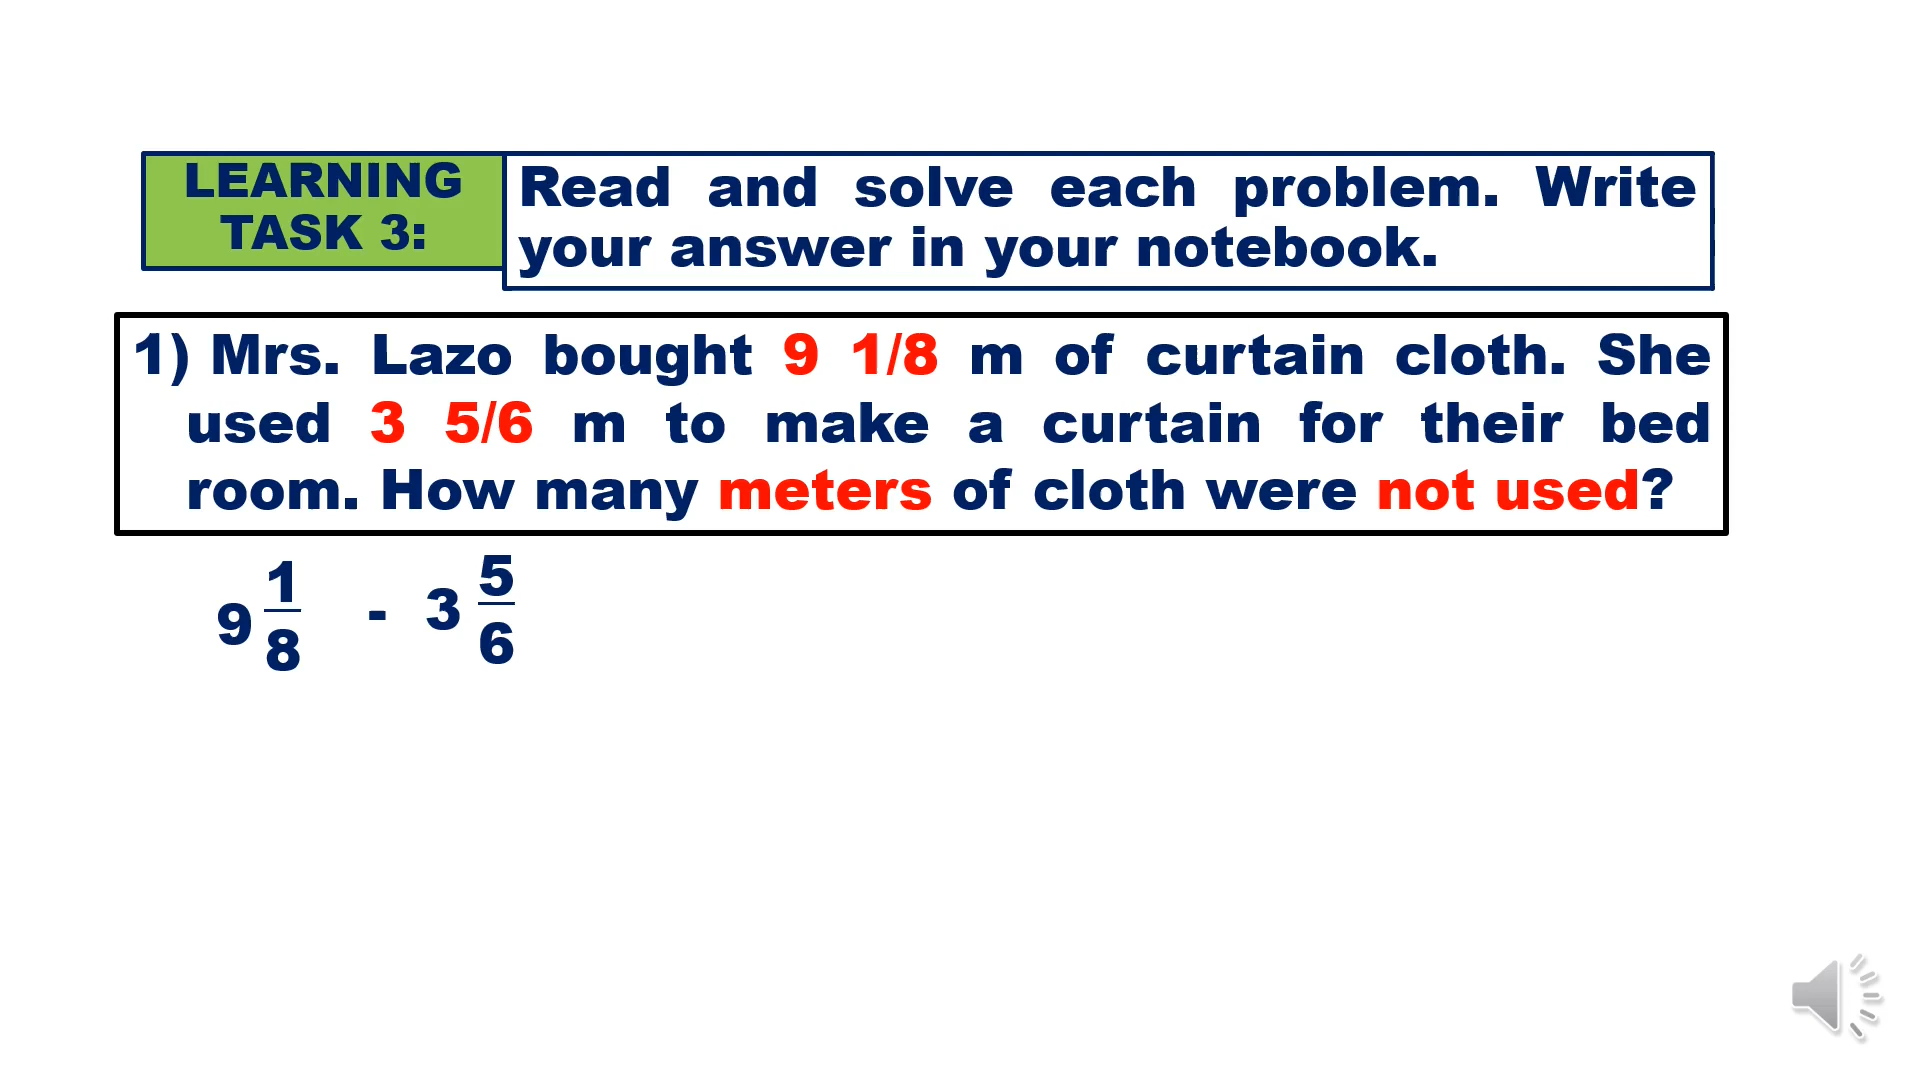 LEARNING
TASK 3:
Read and solve each problem. Write
your answer in your notebook.
1) Mrs. Lazo bought 9 1/8 m of curtain cloth. She
used 3 5/6 m to make a curtain for their bed
room. How many meters of cloth were not used?
9 1/8 - 3 5/6